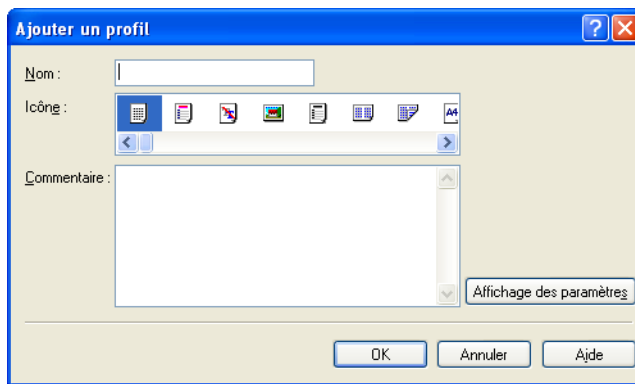 Ajouter un profil
Nom :
Icône :
A4
Commentaire :
Affichage des paramètres
OK
Annuler
Aide